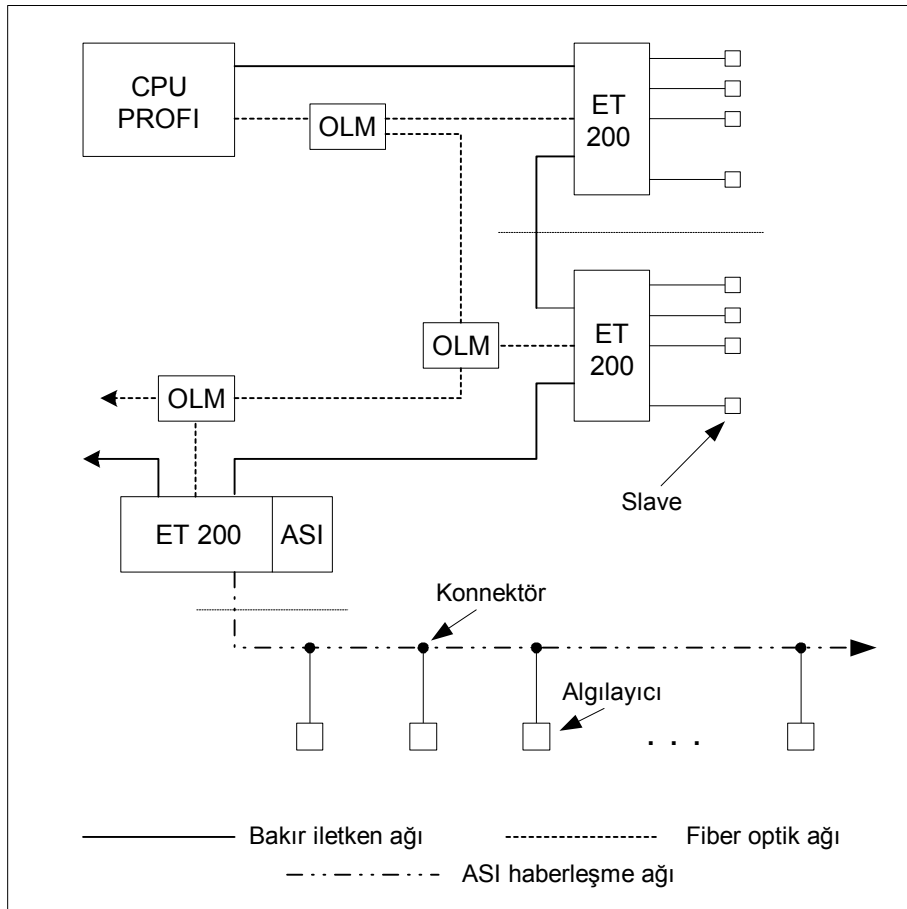 CPU
PROFI
OLM
ET
200
OLM
ET
200
OLM
Slave
ET 200
ASI
Konnektör
Algılayıcı
. . .
Bakır iletken ağı
Fiber optik ağı
ASI haberleşme ağı